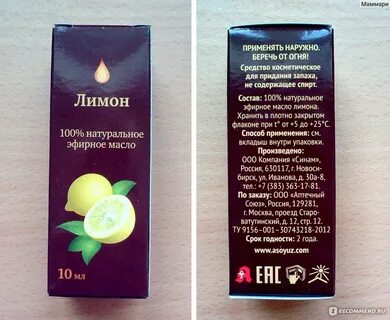 Маммари
Лимон
100% натуральное
эфирное масло
10 мл
ПРИМЕНЯТЬ НАРУЖНО.
БЕРЕЧЬ ОТ ОГНЯ!
Средство косметическое
для придания запаха,
не содержащее спирт.
Состав: 100% натуральное
эфирное масло лимона.
Хранить в плотно закрытом
флаконе при t° от +5 до +25°С.
Способ применения: см.
вкладыш внутри упаковки.
Произведено:
ООО Компания «Синам»,
Россия, 630117, г. Новоси-
бирск, ул. Иванова, д. 30а-8,
тел.: +7 (383) 363-17-81.
По заказу: ООО «Аптечный
Союз», Россия, 129281,
г. Москва, проезд Старо-
ватутинский, д. 12, стр. 12.
ТУ 9156-001-30743218-2012
Срок годности: 2 года.
www.asoyuz.com
ЕАС
IRECOMMEND.RU